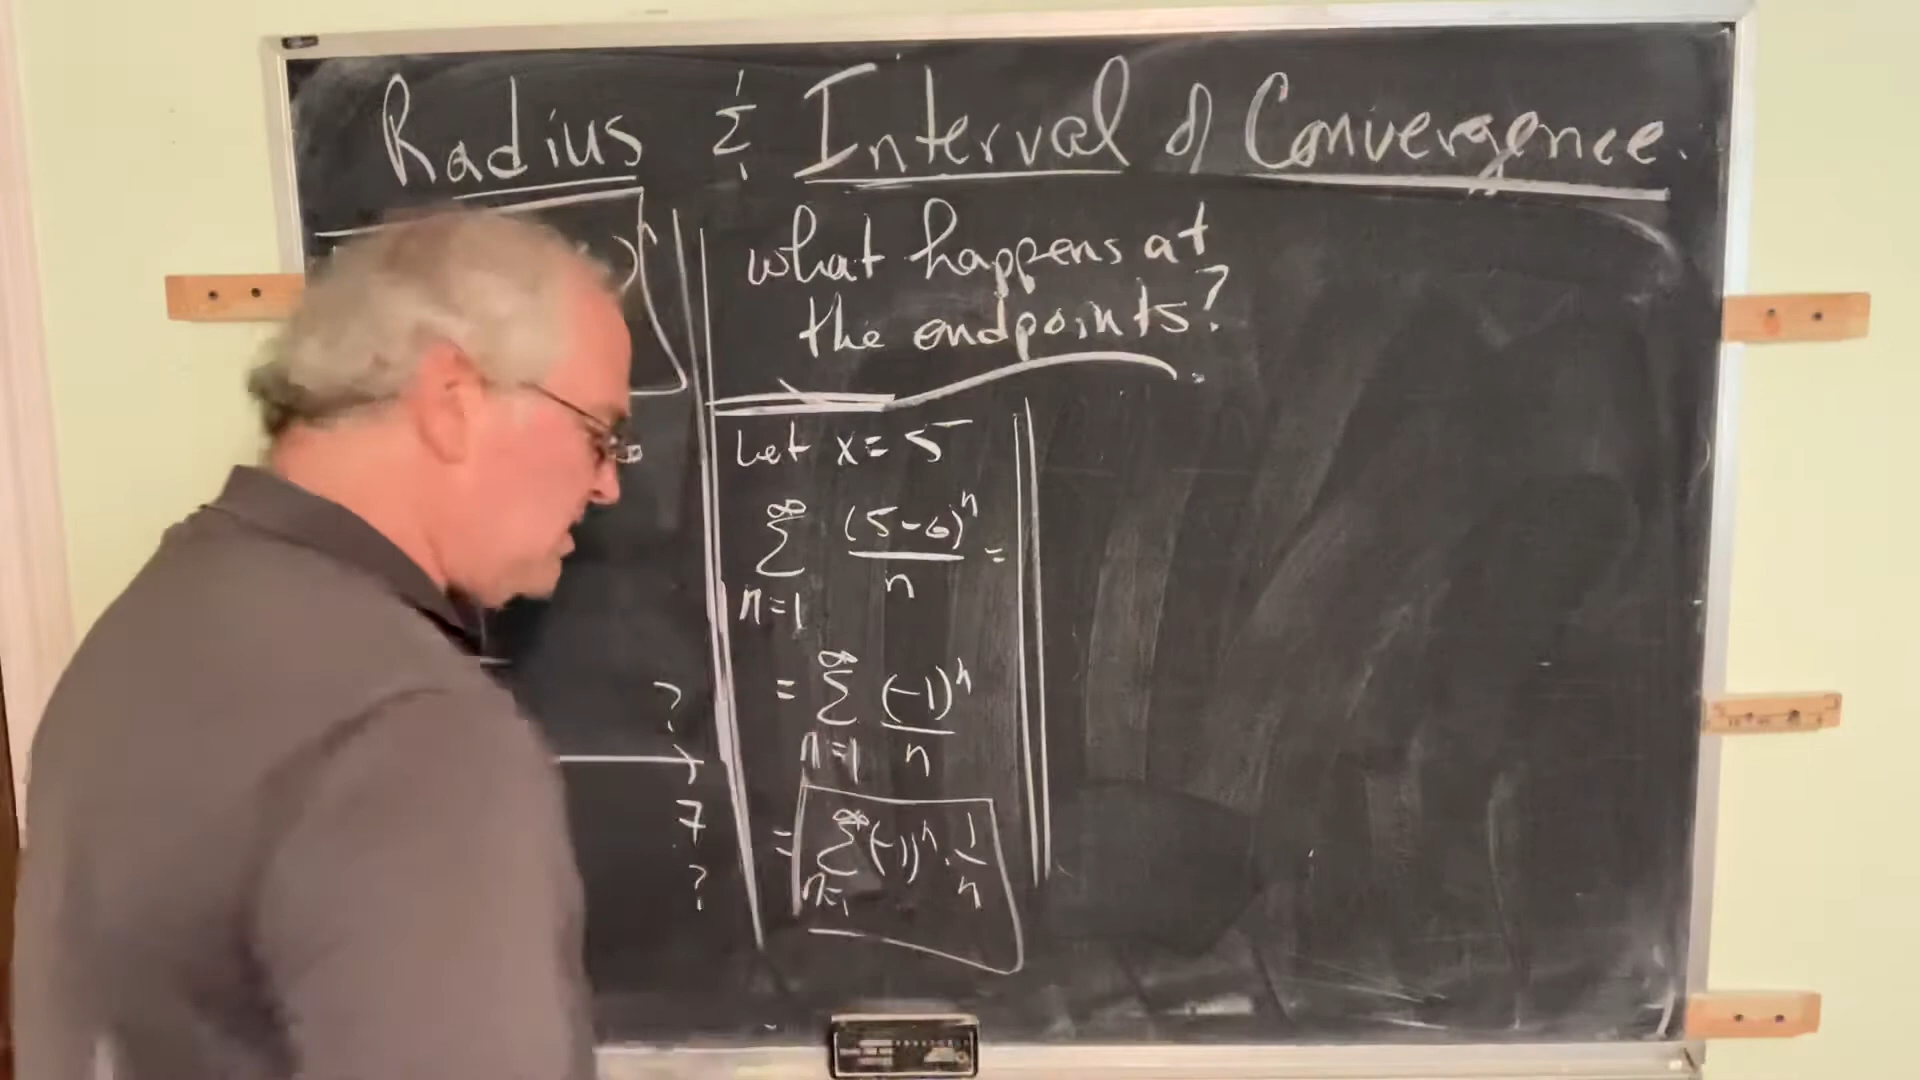 Radius & Interval of Convergence.
what happens at
the endpoints?
Let x = 5
∞
∑ (5-6)^n / n =
n=1
∞
= ∑ (-1)^n / n
n=1
∞
= ∑ (-1)^n · 1/n
n=1
?
7
?